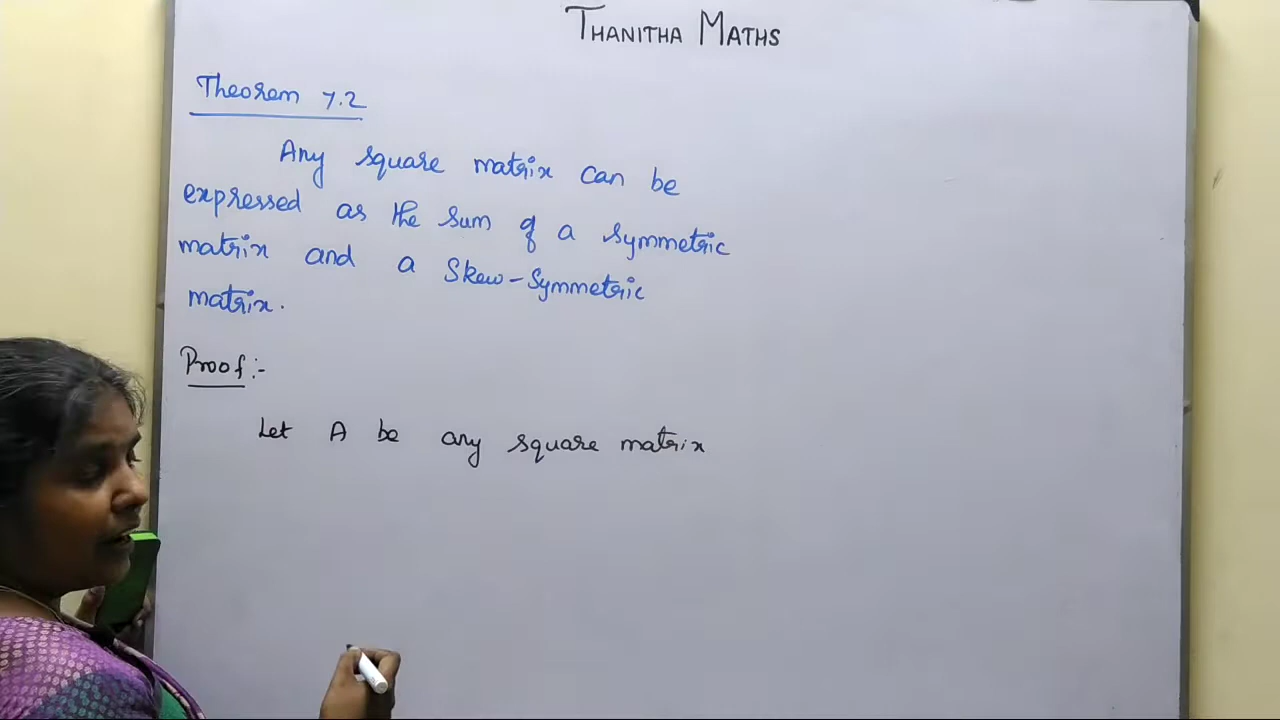 THANITHA MATHS
Theorem 7.2
Any square matrix can be
expressed as the sum of a symmetric
matrix and a Skew-Symmetric
matrix.
Proof:-
Let A be any square matrix